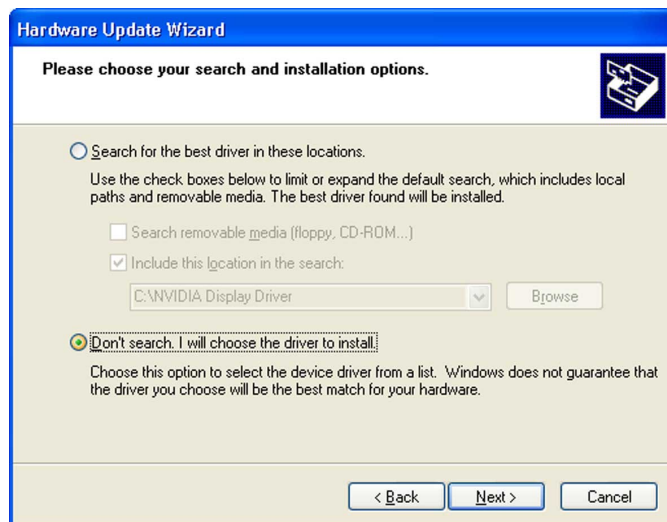 Hardware Update Wizard
Please choose your search and installation options.
Search for the best driver in these locations.
Use the check boxes below to limit or expand the default search, which includes local
paths and removable media. The best driver found will be installed.
Search removable media (floppy, CD-ROM...)
Include this location in the search:
C:\NVIDIA Display Driver
Browse
Don't search. I will choose the driver to install.
Choose this option to select the device driver from a list. Windows does not guarantee that
the driver you choose will be the best match for your hardware.
< Back Next > Cancel